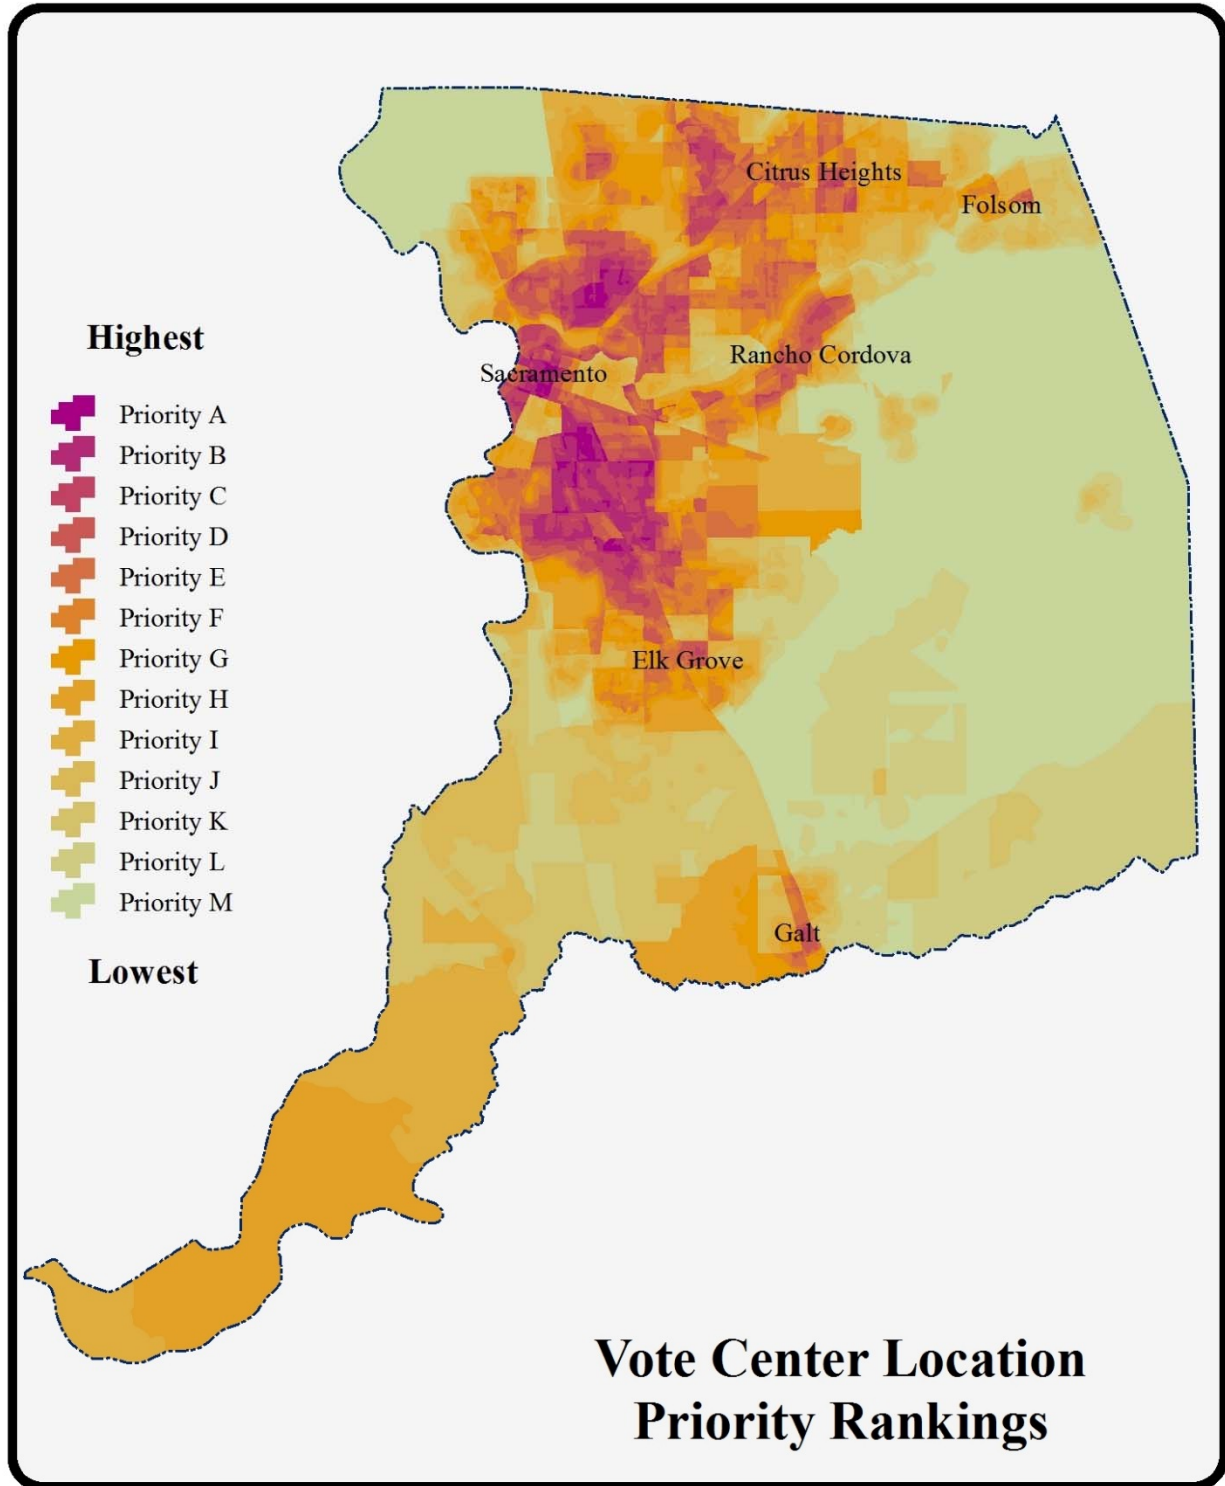 Citrus Heights
Folsom
Highest
Rancho Cordova
Sacramento
Priority A
Priority B
Priority C
Priority D
Priority E
Priority F
Priority G
Elk Grove
Priority H
Priority I
Priority J
Priority K
Priority L
Priority M
Galt
Lowest
Vote Center Location
Priority Rankings